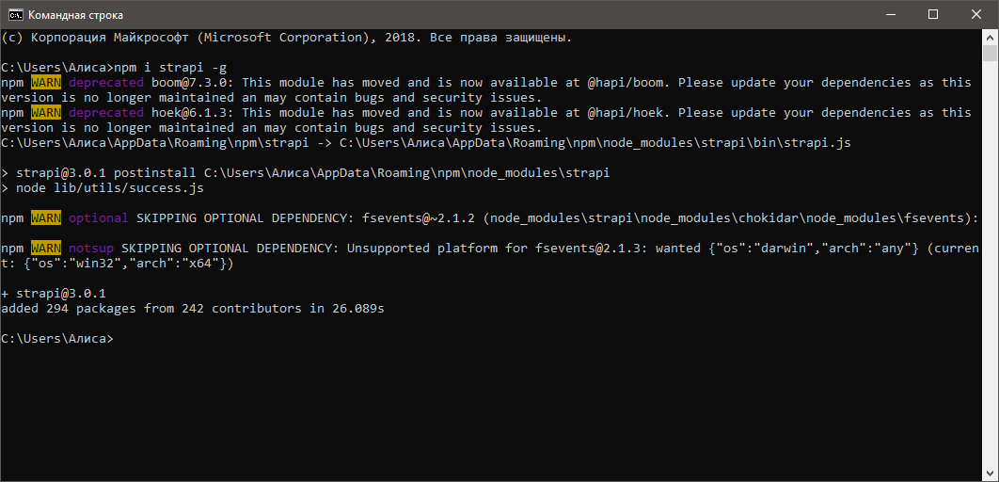 Командная строка
(c) Корпорация Майкрософт (Microsoft Corporation), 2018. Все права защищены.
C:\Users\Алиса>npm i strapi -g
npm WARN deprecated boom@7.3.0: This module has moved and is now available at @hapi/boom. Please update your dependencies as this
version is no longer maintained an may contain bugs and security issues.
npm WARN deprecated hoek@6.1.3: This module has moved and is now available at @hapi/hoek. Please update your dependencies as this
version is no longer maintained an may contain bugs and security issues.
C:\Users\Алиса\AppData\Roaming\npm\strapi -> C:\Users\Алиса\AppData\Roaming\npm\node_modules\strapi\bin\strapi.js
> strapi@3.0.1 postinstall C:\Users\Алиса\AppData\Roaming\npm\node_modules\strapi
> node lib/utils/success.js
npm WARN optional SKIPPING OPTIONAL DEPENDENCY: fsevents@~2.1.2 (node_modules\strapi\node_modules\chokidar\node_modules\fsevents):
npm WARN notsup SKIPPING OPTIONAL DEPENDENCY: Unsupported platform for fsevents@2.1.3: wanted {"os":"darwin","arch":"any"} (curren
t: {"os":"win32","arch":"x64"})
+ strapi@3.0.1
added 294 packages from 242 contributors in 26.089s
C:\Users\Алиса>